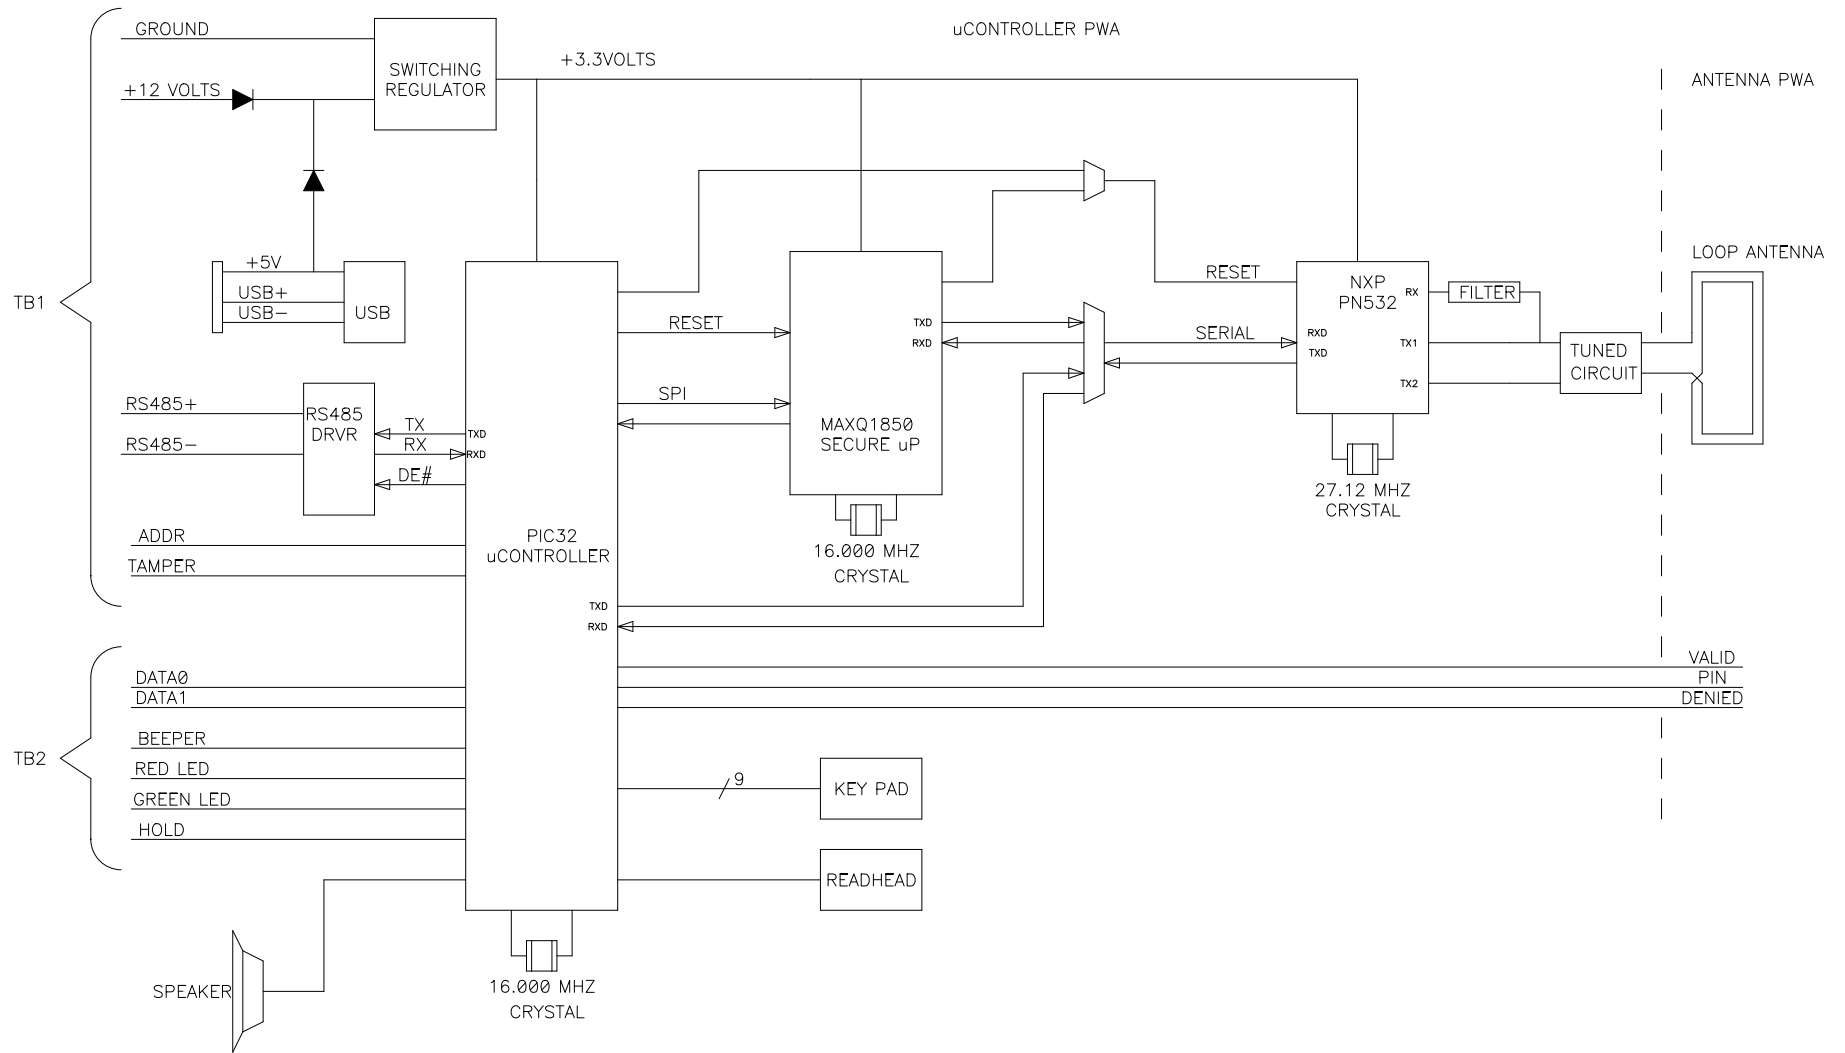 GROUND
uCONTROLLER PWA
+3.3VOLTS
SWITCHING
REGULATOR
+12 VOLTS
ANTENNA PWA
LOOP ANTENNA
TB1
+5V
USB+
USB-
USB
RESET
NXP
PN532
RX
FILTER
RESET
TXD
RXD
SERIAL
RXD
TXD
TX1
TX2
TUNED
CIRCUIT
SPI
MAXQ1850
SECURE uP
RS485+
RS485-
RS485
DRVR
TX
RX
DE#
TXD
RXD
27.12 MHZ
CRYSTAL
ADDR
TAMPER
PIC32
uCONTROLLER
16.000 MHZ
CRYSTAL
TXD
RXD
VALID
PIN
DENIED
DATA0
DATA1
TB2
BEEPER
RED LED
GREEN LED
HOLD
9
KEY PAD
READHEAD
SPEAKER
16.000 MHZ
CRYSTAL